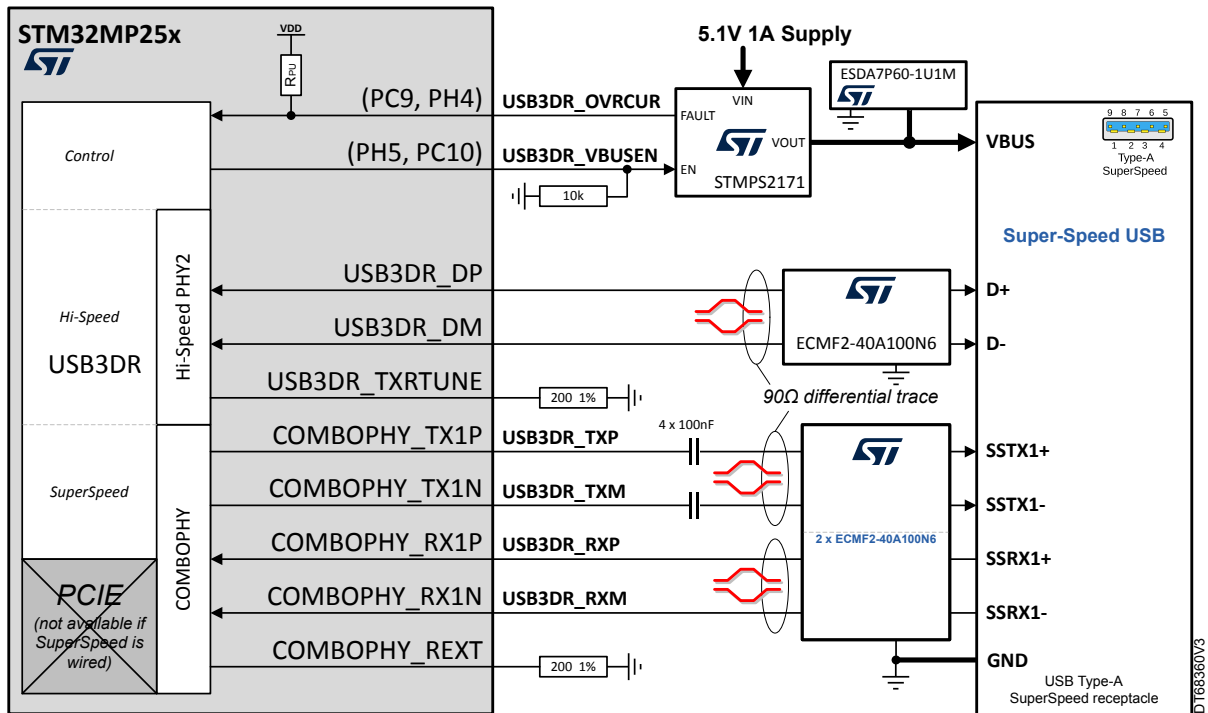 STM32MP25x
VDD
RPU
5.1V 1A Supply
ESDA7P60-1U1M
(PC9, PH4)
USB3DR_OVRCUR
FAULT
VIN
VOUT
EN
STMPS2171
Control
(PH5, PC10)
USB3DR_VBUSEN
10k
VBUS
9 8 7 6 5
1 2 3 4
Type-A
SuperSpeed
Super-Speed USB
Hi-Speed
USB3DR
Hi-Speed PHY2
USB3DR_DP
USB3DR_DM
USB3DR_TXRTUNE
200 1%
ECMF2-40A100N6
D+
D-
90Ω differential trace
4 x 100nF
SuperSpeed
COMBOPHY
COMBOPHY_TX1P
USB3DR_TXP
COMBOPHY_TX1N
USB3DR_TXM
COMBOPHY_RX1P
USB3DR_RXP
COMBOPHY_RX1N
USB3DR_RXM
COMBOPHY_REXT
200 1%
2 x ECMF2-40A100N6
SSTX1+
SSTX1-
SSRX1+
SSRX1-
GND
PCIE
(not available if
SuperSpeed is
wired)
USB Type-A
SuperSpeed receptacle
DT68360V3